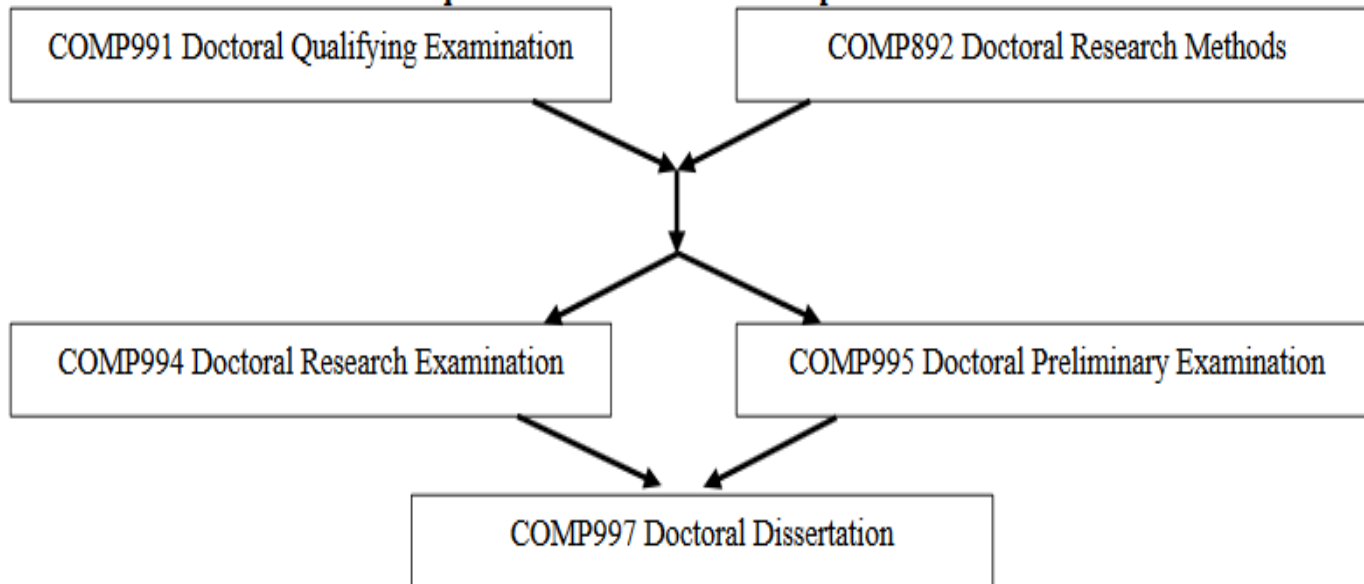 COMP991 Doctoral Qualifying Examination
COMP892 Doctoral Research Methods
COMP994 Doctoral Research Examination
COMP995 Doctoral Preliminary Examination
COMP997 Doctoral Dissertation